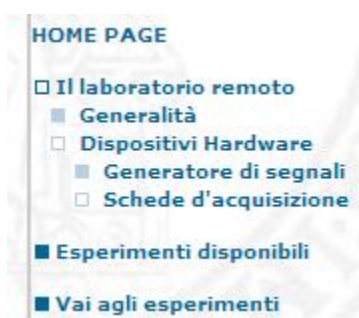 HOME PAGE
Il laboratorio remoto
Generalità
Dispositivi Hardware
Generatore di segnali
Schede d'acquisizione
Esperimenti disponibili
Vai agli esperimenti